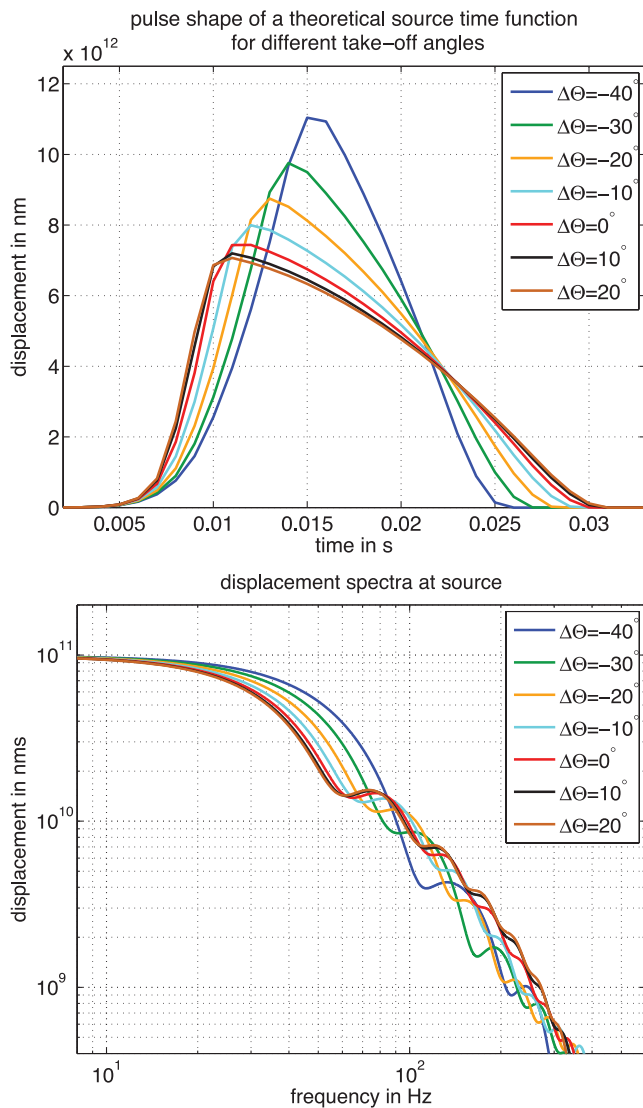 pulse shape of a theoretical source time function
for different take−off angles
x 10^12
12
10
8
6
4
2
0
displacement in nm
0.005
0.01
0.015
0.02
0.025
0.03
time in s
ΔΘ=−40°
ΔΘ=−30°
ΔΘ=−20°
ΔΘ=−10°
ΔΘ=0°
ΔΘ=10°
ΔΘ=20°
displacement spectra at source
10^11
10^10
10^9
displacement in nms
10^1
10^2
frequency in Hz
ΔΘ=−40°
ΔΘ=−30°
ΔΘ=−20°
ΔΘ=−10°
ΔΘ=0°
ΔΘ=10°
ΔΘ=20°